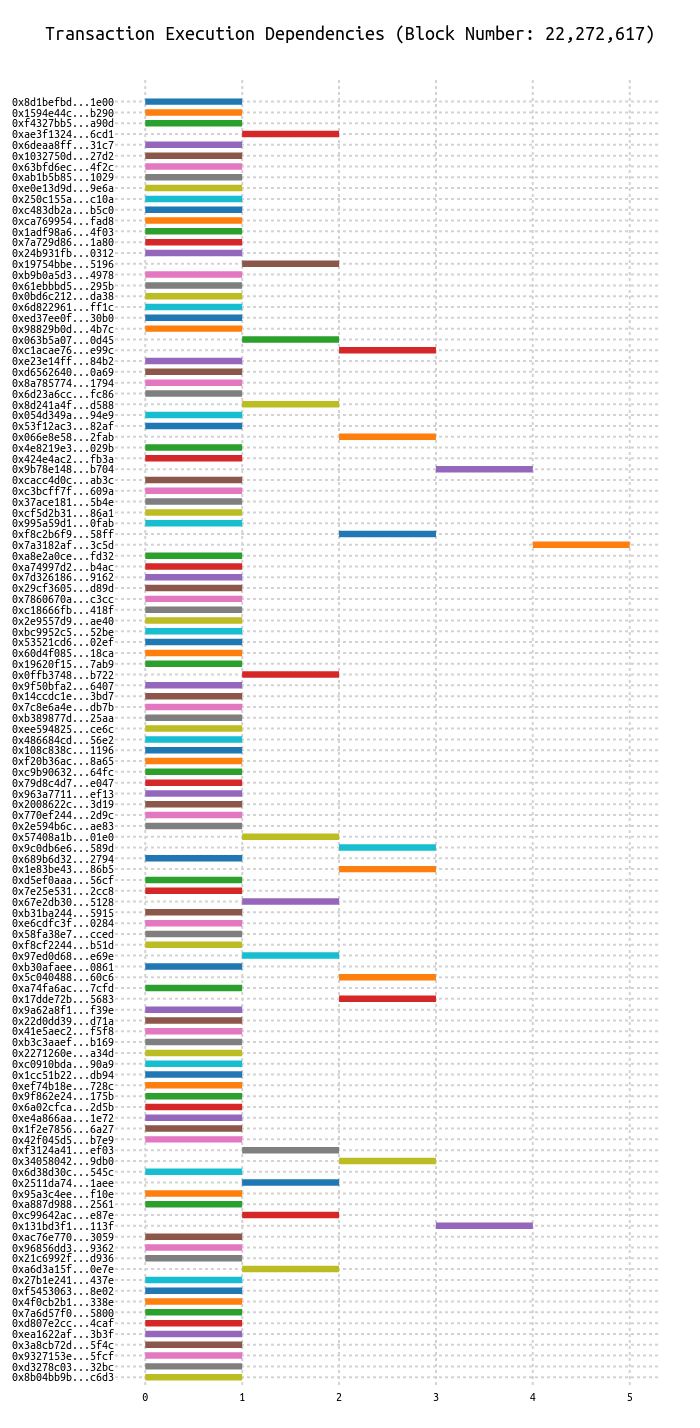 Transaction Execution Dependencies (Block Number: 22,272,617)
0x8d1befbd...1e00
0x1594e44c...b290
0xf4327bb5...a90d
0xae3f1324...6cd1
0x6deaa8ff...31c7
0x1032750d...27d2
0x63bfd6ec...4f2c
0xab1b5b85...1029
0xe0e13d9d...9e6a
0x250c155a...c10a
0xc483db2a...b5c0
0xca769954...fad8
0x1adf98a6...4f03
0x7a729d86...1a80
0x24b931fb...0312
0x19754bbe...5196
0xb9b0a5d3...4978
0x61ebbbd5...295b
0x0bd6c212...da38
0x6d822961...ff1c
0xed37ee0f...30b0
0x98829b0d...4b7c
0x063b5a07...0d45
0xc1acae76...e99c
0xe23e14ff...84b2
0xd6562640...0a69
0x8a785774...1794
0x6d23a6cc...fc86
0x8d241a4f...d588
0x054d349a...94e9
0x53f12ac3...82af
0x066e8e58...2fab
0x4e8219e3...029b
0x424e4ac2...fb3a
0x9b78e148...b704
0xcacc4d0c...ab3c
0xc3bcff7f...609a
0x37ace181...5b4e
0xcf5d2b31...86a1
0x995a59d1...0fab
0xf8c2b6f9...58ff
0x7a3182af...3c5d
0xa8e2a0ce...fd32
0xa74997d2...b4ac
0x7d326186...9162
0x29cf3605...d89d
0x7860670a...c3cc
0xc18666fb...418f
0x2e9557d9...ae40
0xbc9952c5...52be
0x53521cd6...02ef
0x60d4f085...18ca
0x19620f15...7ab9
0x0ffb3748...b722
0x9f50bfa2...6407
0x14ccdc1e...3bd7
0x7c8e6a4e...db7b
0xb389877d...25aa
0xee594825...ce6c
0x486684cd...56e2
0x108c838c...1196
0xf20b36ac...8a65
0xc9b90632...64fc
0x79d8c4d7...e047
0x963a7711...ef13
0x2008622c...3d19
0x770ef244...2d9c
0x2e594b6c...ae83
0x57408a1b...01e0
0x9c0db6e6...589d
0x689b6d32...2794
0x1e83be43...86b5
0xd5ef0aaa...56cf
0x7e25e531...2cc8
0x67e2db30...5128
0xb31ba244...5915
0xe6cdfc3f...0284
0x58fa38e7...cced
0xf8cf2244...b51d
0x97ed0d68...e69e
0xb30afaee...0861
0x5c040488...60c6
0xa74fa6ac...7cfd
0x17dde72b...5683
0x9a62a8f1...f39e
0x22d0dd39...d71a
0x41e5aec2...f5f8
0xb3c3aaef...b169
0x2271260e...a34d
0xc0910bda...90a9
0x1cc51b22...db94
0xef74b18e...728c
0x9f862e24...175b
0x6a02cfca...2d5b
0xe4a866aa...1e72
0x1f2e7856...6a27
0x42f045d5...b7e9
0xf3124a41...ef03
0x34058042...9db0
0x6d38d30c...545c
0x2511da74...1aee
0x95a3c4ee...f10e
0xa887d988...2561
0xc99642ac...e87e
0x131bd3f1...113f
0xac76e770...3059
0x96856dd3...9362
0x21c6992f...d936
0xa6d3a15f...0e7e
0x27b1e241...437e
0xf5453063...8e02
0x4f0cb2b1...338e
0x7a6d57f0...5800
0xd807e2cc...4caf
0xea1622af...3b3f
0x3a8cb72d...5f4c
0x9327153e...5fcf
0xd3278c03...32bc
0x8b04bb9b...c6d3
0 1 2 3 4 5